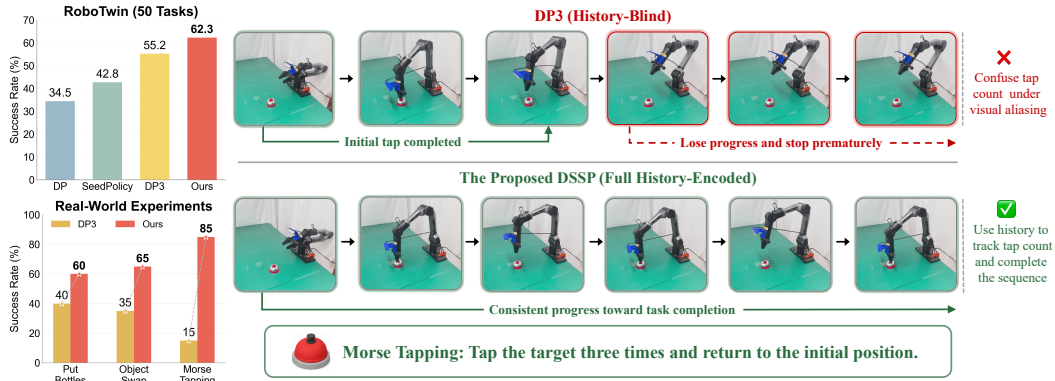 RoboTwin (50 Tasks)
Success Rate (%)
70
60
50
40
30
20
10
0
34.5
42.8
55.2
62.3
DP
SeedPolicy
DP3
Ours
Real-World Experiments
DP3
Ours
Success Rate (%)
100
80
60
40
20
0
40
60
35
65
15
85
Put
Bottles
Object
Swap
Morse
Tapping
DP3 (History-Blind)
Initial tap completed
Lose progress and stop prematurely
Confuse tap
count under
visual aliasing
The Proposed DSSP (Full History-Encoded)
Consistent progress toward task completion
Use history to
track tap count
and complete
the sequence
Morse Tapping: Tap the target three times and return to the initial position.